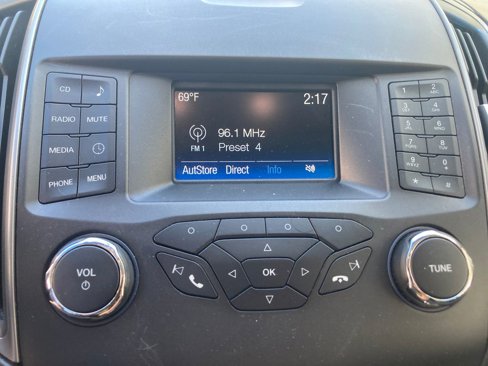 69°F 2:17
96.1 MHz
FM 1 Preset 4
AutStore Direct Info
CD
RADIO MUTE
MEDIA
PHONE MENU
1 2 ABC
3 DEF 4 GHI
5 JKL 6 MNO
7 PQRS 8 TUV
9 WXYZ 0 +
* #
VOL
OK
TUNE